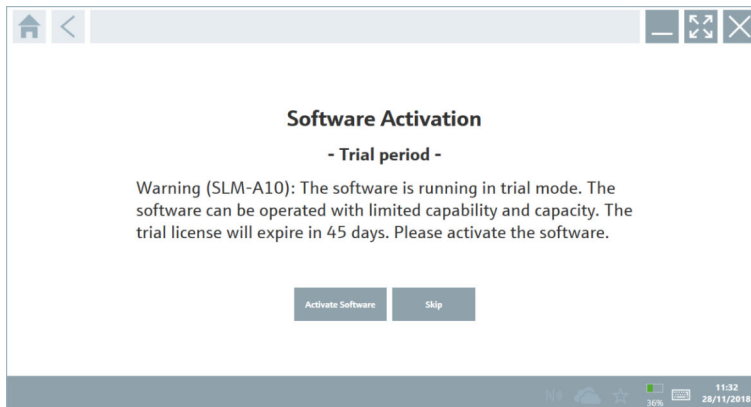 Software Activation
- Trial period -
Warning (SLM-A10): The software is running in trial mode. The
software can be operated with limited capability and capacity. The
trial license will expire in 45 days. Please activate the software.
Activate Software
Skip
36%
11:32
28/11/2018